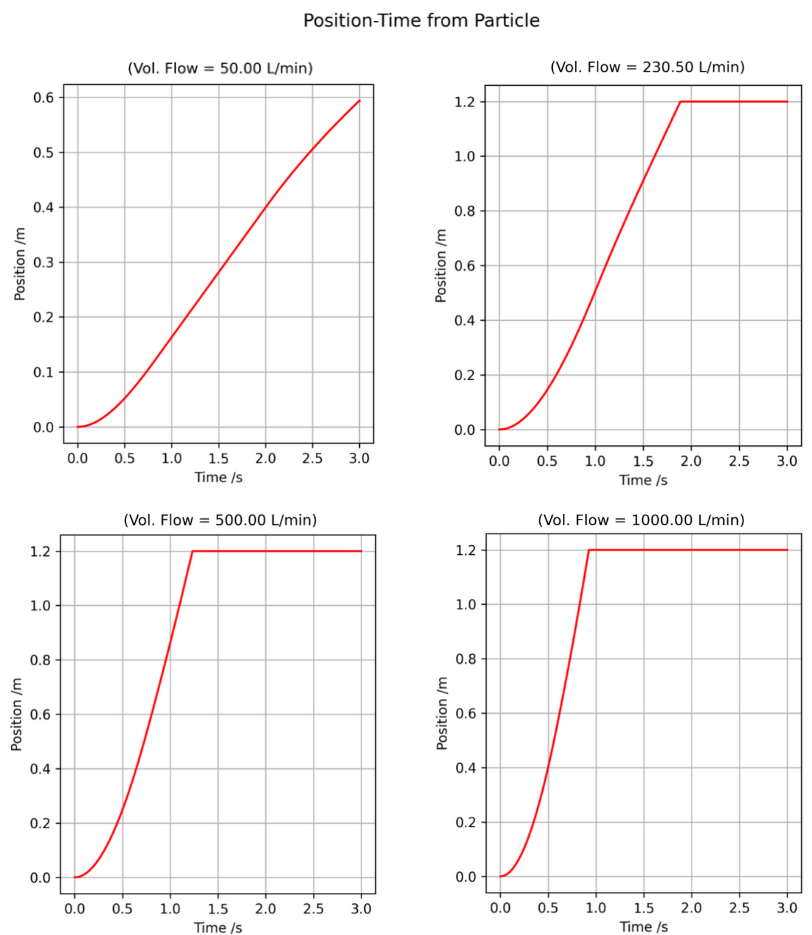 Position-Time from Particle
(Vol. Flow = 50.00 L/min)
0.6
0.5
0.4
0.3
0.2
0.1
0.0
Position /m
0.0 0.5 1.0 1.5 2.0 2.5 3.0
Time /s
(Vol. Flow = 230.50 L/min)
1.2
1.0
0.8
0.6
0.4
0.2
0.0
Position /m
0.0 0.5 1.0 1.5 2.0 2.5 3.0
Time /s
(Vol. Flow = 500.00 L/min)
1.2
1.0
0.8
0.6
0.4
0.2
0.0
Position /m
0.0 0.5 1.0 1.5 2.0 2.5 3.0
Time /s
(Vol. Flow = 1000.00 L/min)
1.2
1.0
0.8
0.6
0.4
0.2
0.0
Position /m
0.0 0.5 1.0 1.5 2.0 2.5 3.0
Time /s